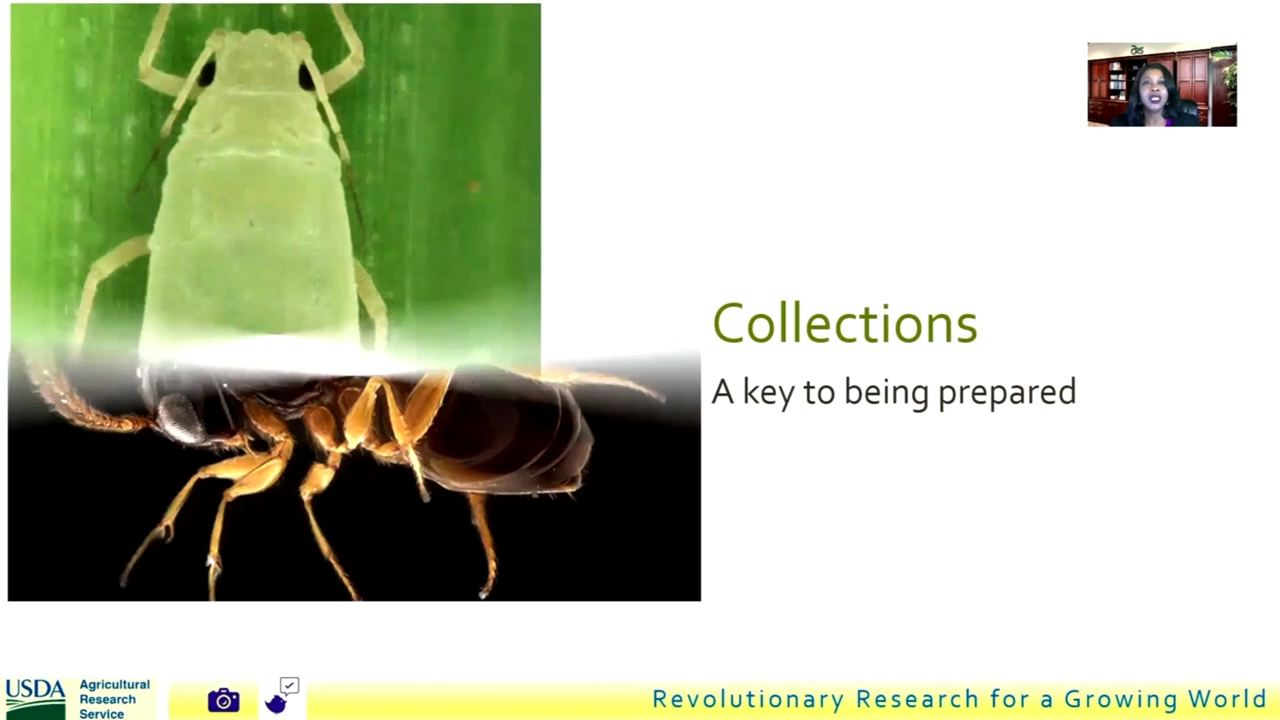 Collections
A key to being prepared
USDA
Agricultural
Research
Service
Revolutionary Research for a Growing World